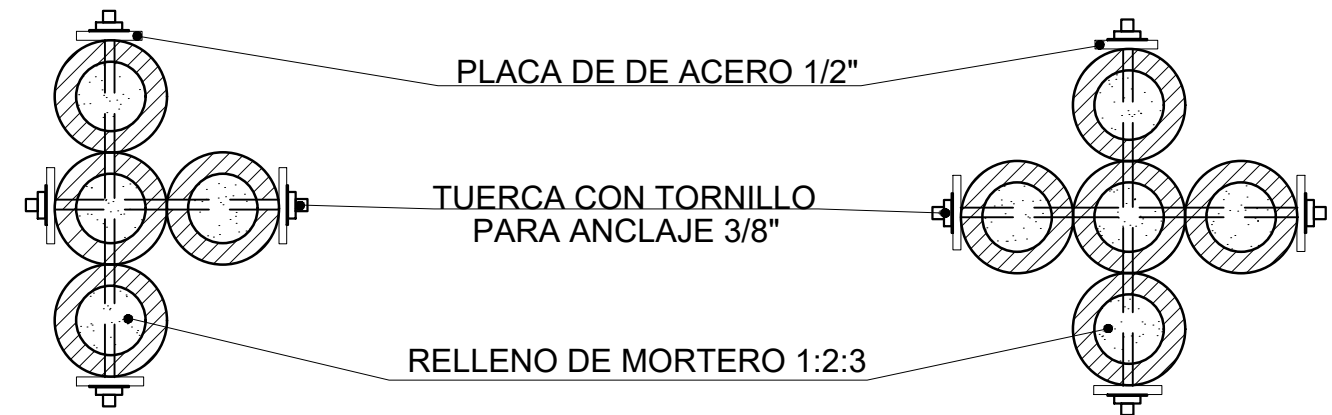 PLACA DE DE ACERO 1/2"
TUERCA CON TORNILLO
PARA ANCLAJE 3/8"
RELLENO DE MORTERO 1:2:3